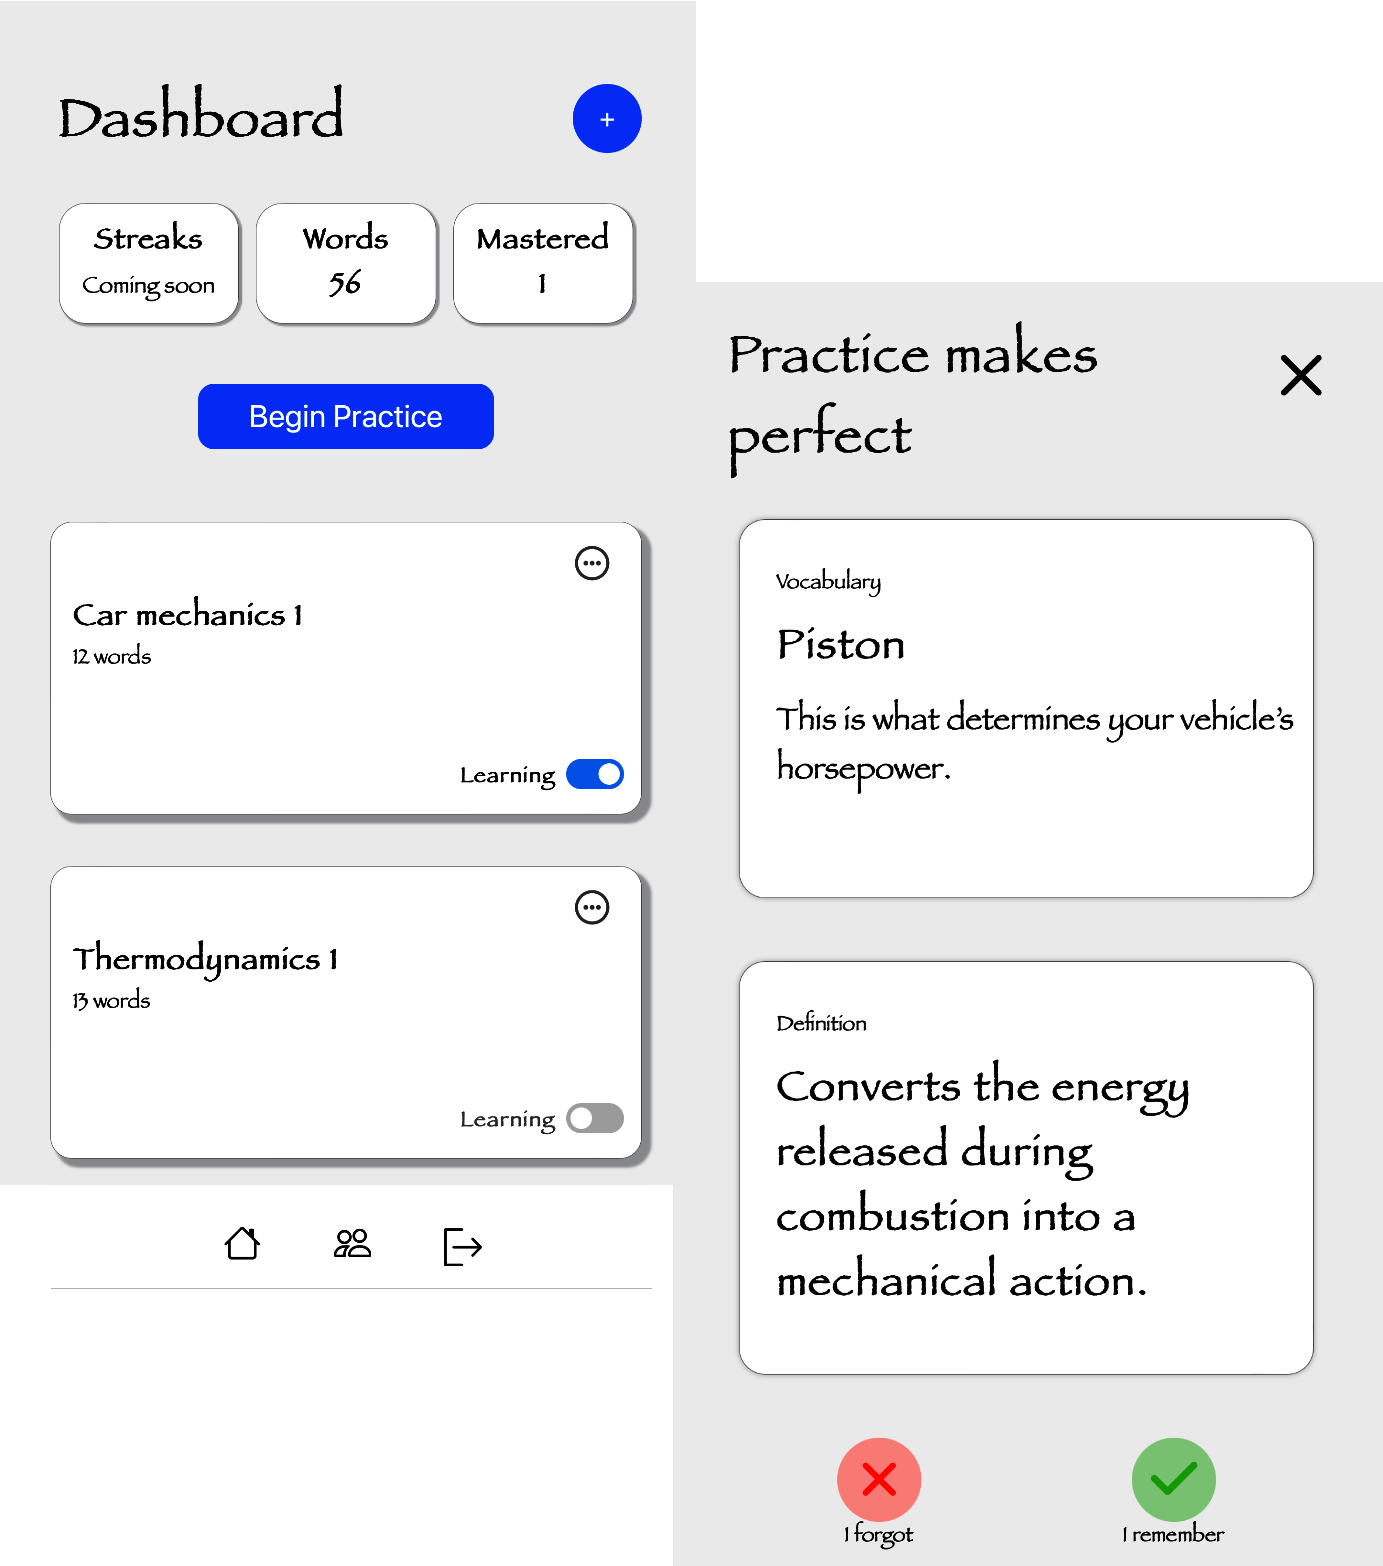 Dashboard
+
Streaks
Coming soon
Words
56
Mastered
1
Begin Practice
Car mechanics 1
12 words
Learning
Thermodynamics 1
13 words
Learning
Practice makes
perfect
Vocabulary
Piston
This is what determines your vehicle's
horsepower.
Definition
Converts the energy
released during
combustion into a
mechanical action.
I forgot
I remember